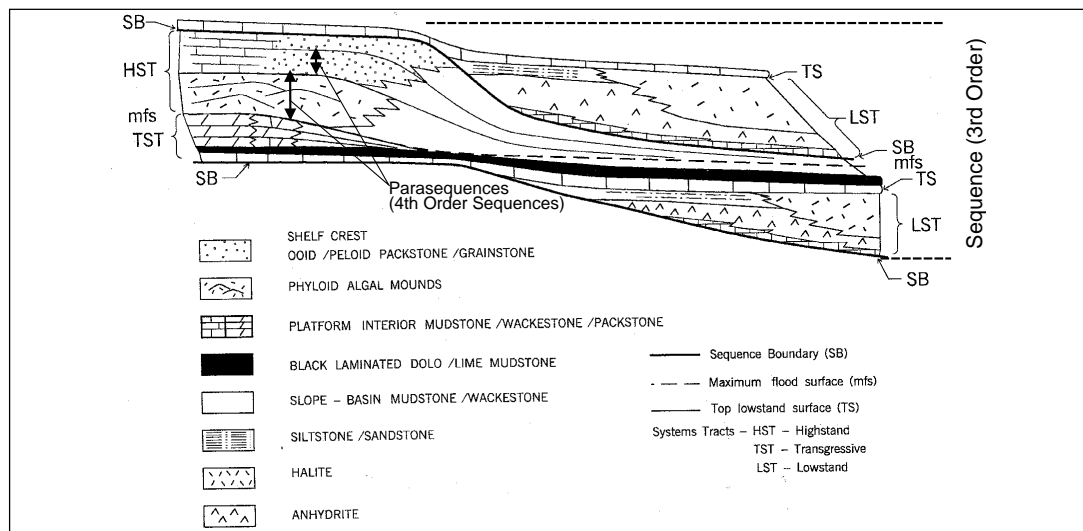 SB
HST
mfs
TST
SB
TS
LST
SB
mfs
TS
LST
SB
Sequence (3rd Order)
Parasequences
(4th Order Sequences)
SHELF CREST
OOID /PELOID PACKSTONE /GRAINSTONE
PHYLOID ALGAL MOUNDS
PLATFORM INTERIOR MUDSTONE /WACKESTONE /PACKSTONE
BLACK LAMINATED DOLO /LIME MUDSTONE
SLOPE - BASIN MUDSTONE /WACKESTONE
SILTSTONE /SANDSTONE
HALITE
ANHYDRITE
Sequence Boundary (SB)
Maximum flood surface (mfs)
Top lowstand surface (TS)
Systems Tracts - HST - Highstand
TST - Transgressive
LST - Lowstand